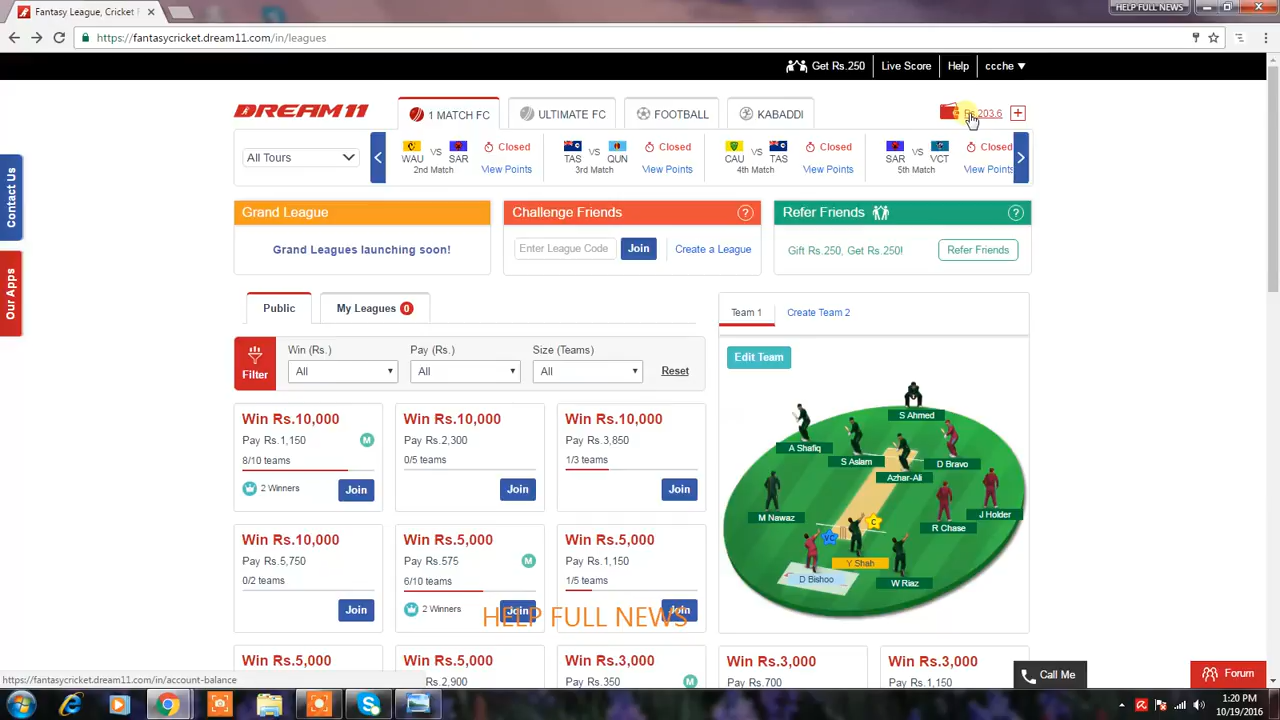 Fantasy League, Cricket F
HELP FULL NEWS
https://fantasycricket.dream11.com/in/leagues
Get Rs.250 Live Score Help ccche
DREAM11 1 MATCH FC ULTIMATE FC FOOTBALL KABADDI Rs.203.6 +
All Tours
WAU VS SAR Closed
2nd Match View Points
TAS VS QUN Closed
3rd Match View Points
CAU VS TAS Closed
4th Match View Points
SAR VS VCT Closed
5th Match View Points
Contact Us
Our Apps
Grand League
Grand Leagues launching soon!
Challenge Friends ?
Enter League Code Join Create a League
Refer Friends ?
Gift Rs.250, Get Rs.250! Refer Friends
Public My Leagues 0
Filter
Win (Rs.) Pay (Rs.) Size (Teams)
All All All Reset
Team 1 Create Team 2
Edit Team
S Ahmed
A Shafiq
S Aslam
D Bravo
Azhar-Ali
M Nawaz
J Holder
R Chase
C
VC
Y Shah
D Bishoo
W Riaz
Win Rs.10,000
Pay Rs.1,150 M
8/10 teams
2 Winners Join
Win Rs.10,000
Pay Rs.2,300
0/5 teams
Join
Win Rs.10,000
Pay Rs.3,850
1/3 teams
Join
Win Rs.10,000
Pay Rs.5,750
0/2 teams
Join
Win Rs.5,000
Pay Rs.575 M
6/10 teams
2 Winners Join
Win Rs.5,000
Pay Rs.1,150
1/5 teams
Join
HELP FULL NEWS
Win Rs.5,000
Win Rs.5,000
Rs.2,900
Win Rs.3,000
Pay Rs.350 M
Win Rs.3,000
Pay Rs.700
Win Rs.3,000
Pay Rs.1,150
Call Me
Forum
https://fantasycricket.dream11.com/in/account-balance
1:20 PM
10/19/2016